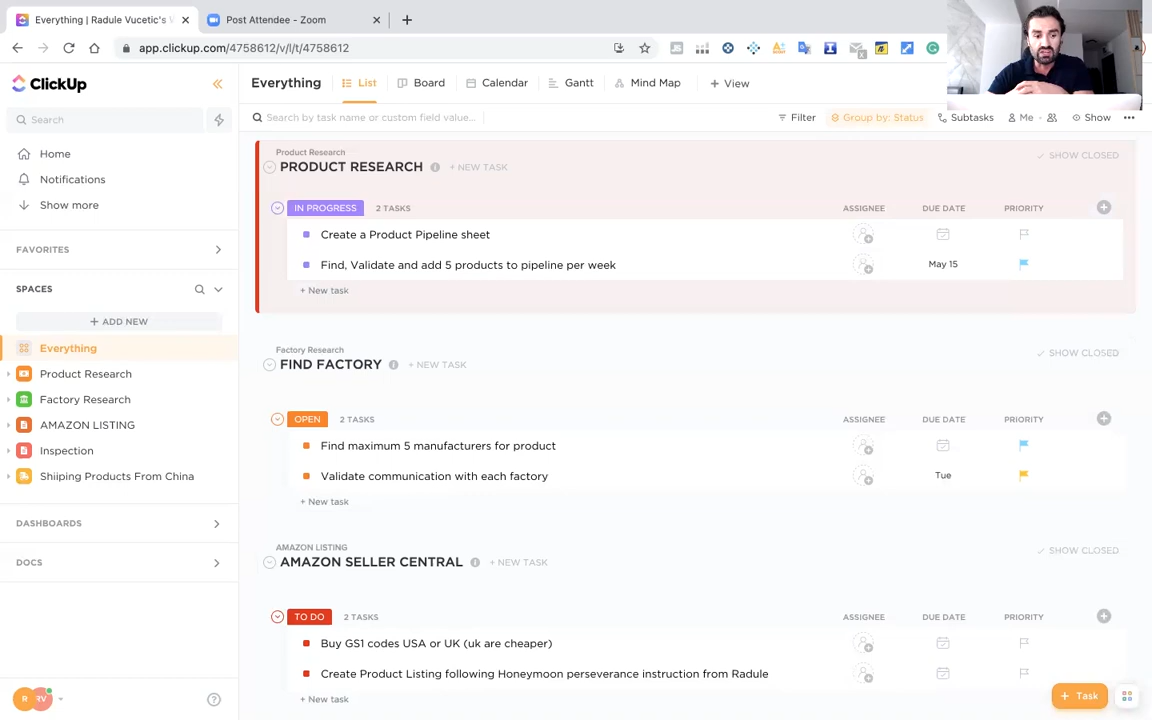 Everything | Radule Vucetic's
Post Attendee - Zoom
app.clickup.com/4758612/v/l/t/4758612
ClickUp
Everything
List
Board
Calendar
Gantt
Mind Map
+ View
Search
Search by task name or custom field value...
Filter
Group by: Status
Subtasks
Me
Show
Home
Notifications
Show more
FAVORITES
SPACES
+ ADD NEW
Everything
Product Research
Factory Research
AMAZON LISTING
Inspection
Shiiping Products From China
DASHBOARDS
DOCS
R RV
Product Research
PRODUCT RESEARCH + NEW TASK
SHOW CLOSED
IN PROGRESS 2 TASKS ASSIGNEE DUE DATE PRIORITY
Create a Product Pipeline sheet
Find, Validate and add 5 products to pipeline per week May 15
+ New task
Factory Research
FIND FACTORY + NEW TASK
SHOW CLOSED
OPEN 2 TASKS ASSIGNEE DUE DATE PRIORITY
Find maximum 5 manufacturers for product
Validate communication with each factory Tue
+ New task
AMAZON LISTING
AMAZON SELLER CENTRAL + NEW TASK
SHOW CLOSED
TO DO 2 TASKS ASSIGNEE DUE DATE PRIORITY
Buy GS1 codes USA or UK (uk are cheaper)
Create Product Listing following Honeymoon perseverance instruction from Radule
+ New task
+ Task